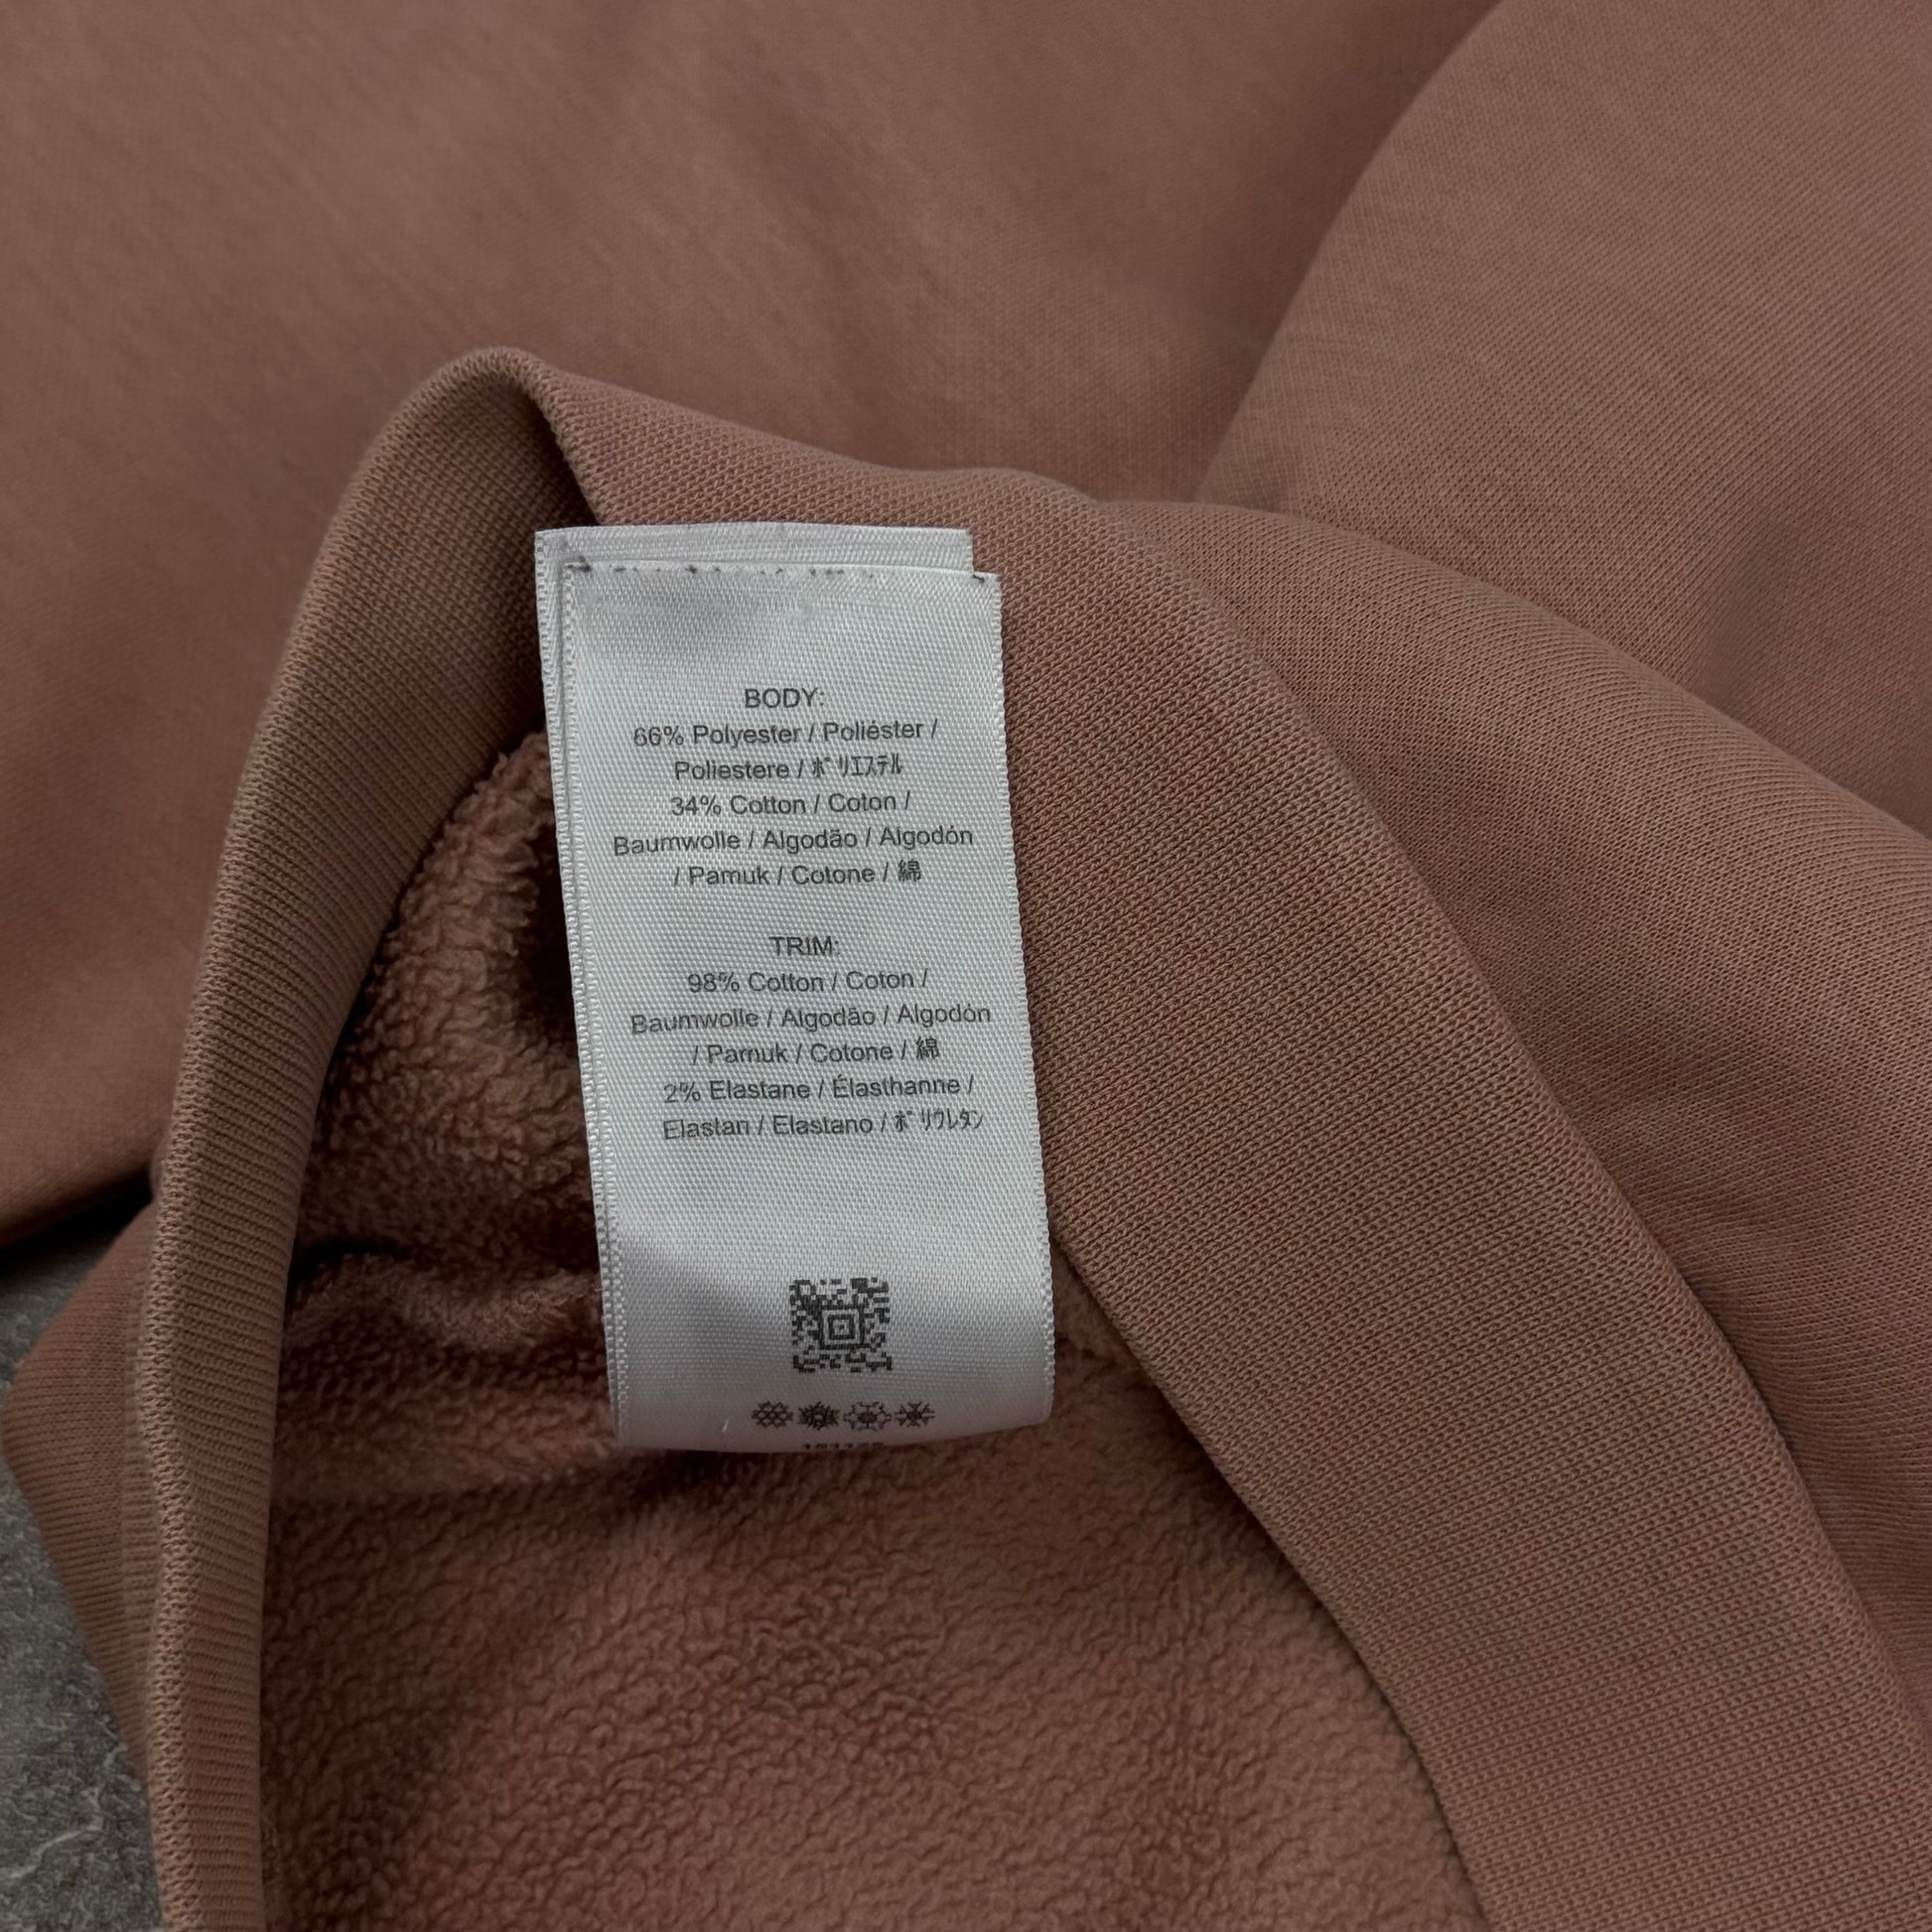 BODY:
66% Polyester / Poliéster /
Poliestere / ﾎﾟﾘｴｽﾃﾙ
34% Cotton / Coton /
Baumwolle / Algodão / Algodón
/ Pamuk / Cotone / 綿
TRIM:
98% Cotton / Coton /
Baumwolle / Algodão / Algodón
/ Pamuk / Cotone / 綿
2% Elastane / Élasthanne /
Elastan / Elastano / ﾎﾟﾘｳﾚﾀﾝ